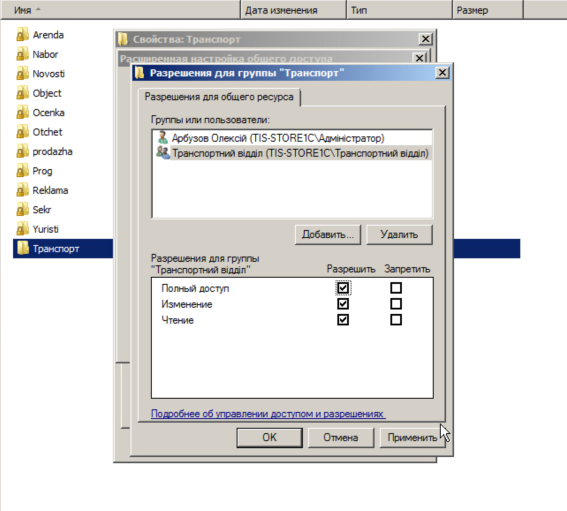 Имя
Дата изменения
Тип
Размер
Arenda
Nabor
Novosti
Object
Ocenka
Otchet
prodazha
Prog
Reklama
Sekr
Yuristi
Транспорт
Свойства: Транспорт
Расширенная настройка общего доступа
Разрешения для группы "Транспорт"
Разрешения для общего ресурса
Группы или пользователи:
Арбузов Олексій (TIS-STORE1C\Адміністратор)
Транспортний відділ (TIS-STORE1C\Транспортний відділ)
Добавить...
Удалить
Разрешения для группы
"Транспортний відділ"
Разрешить
Запретить
Полный доступ
Изменение
Чтение
Подробнее об управлении доступом и разрешениях
ОК
Отмена
Применить